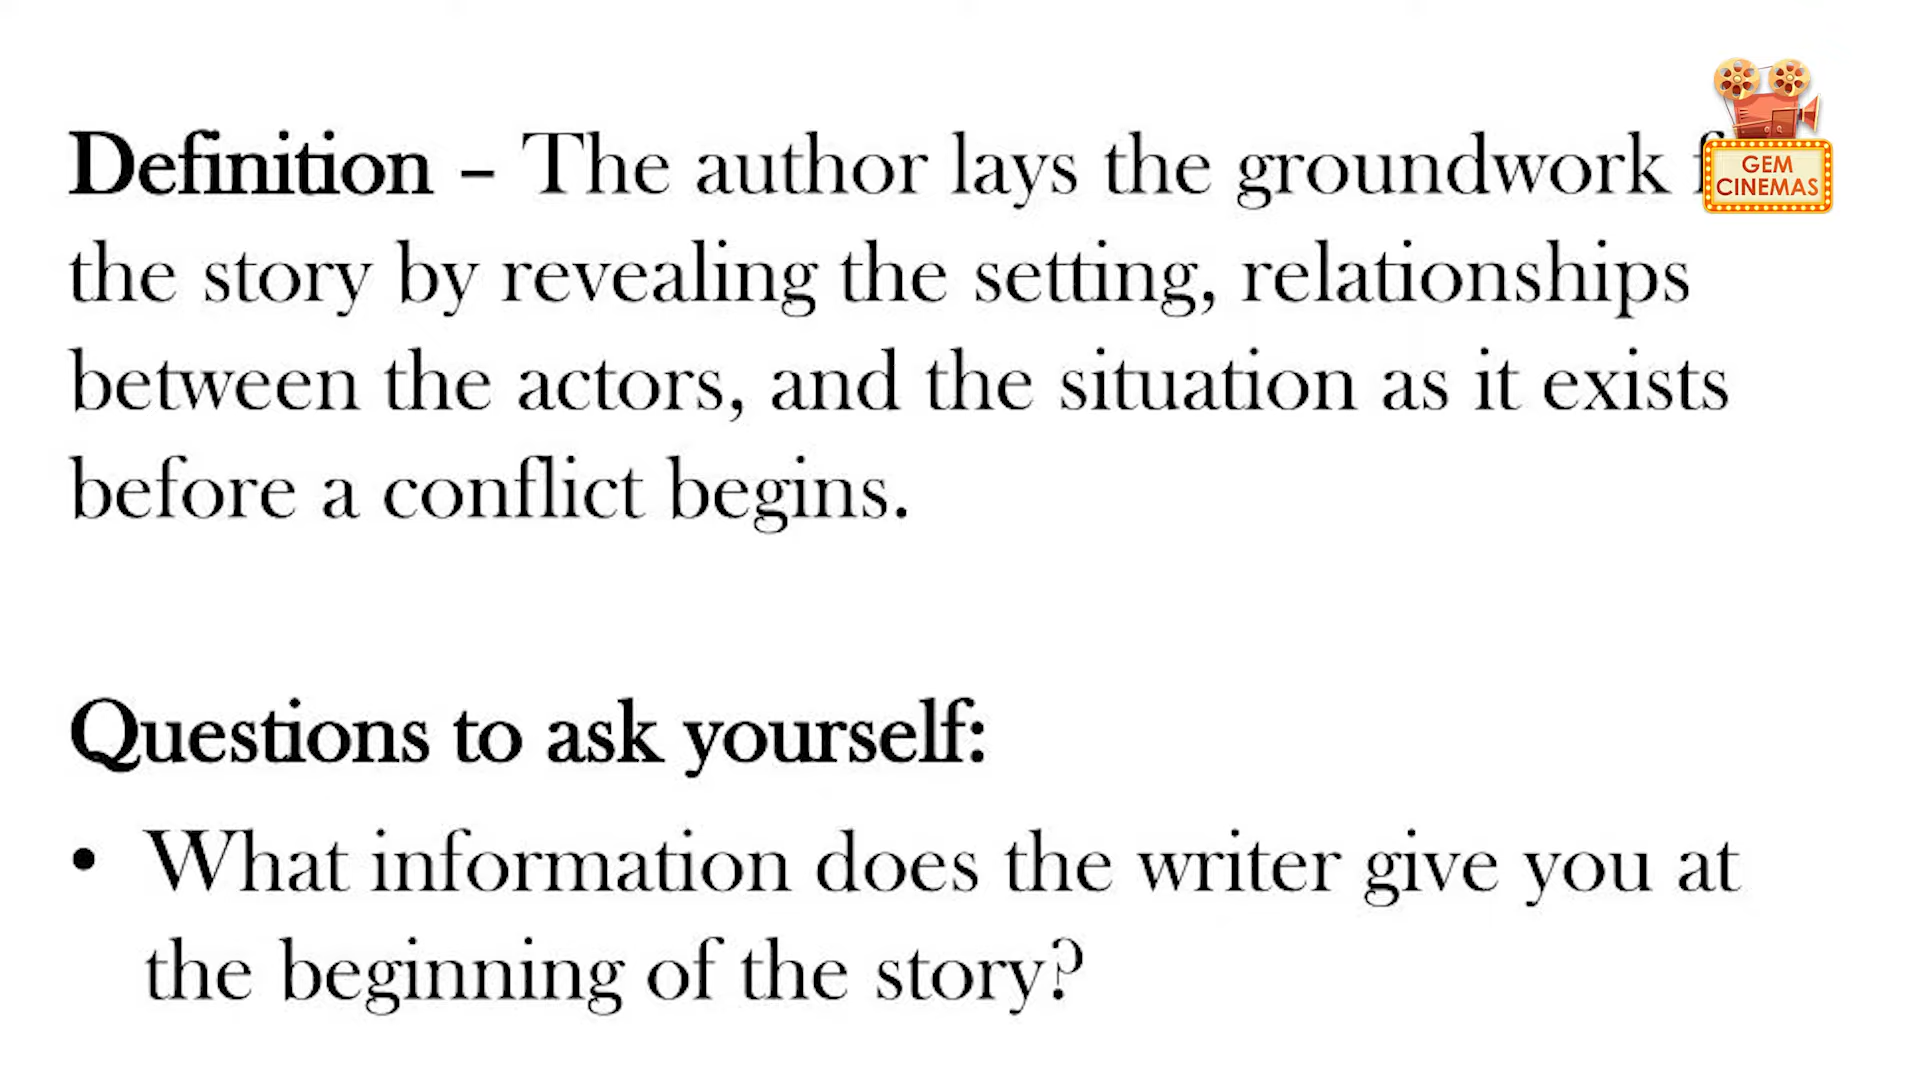 Definition – The author lays the groundwork
the story by revealing the setting, relationships
between the actors, and the situation as it exists
before a conflict begins.
Questions to ask yourself:
• What information does the writer give you at
the beginning of the story?
GEM
CINEMAS